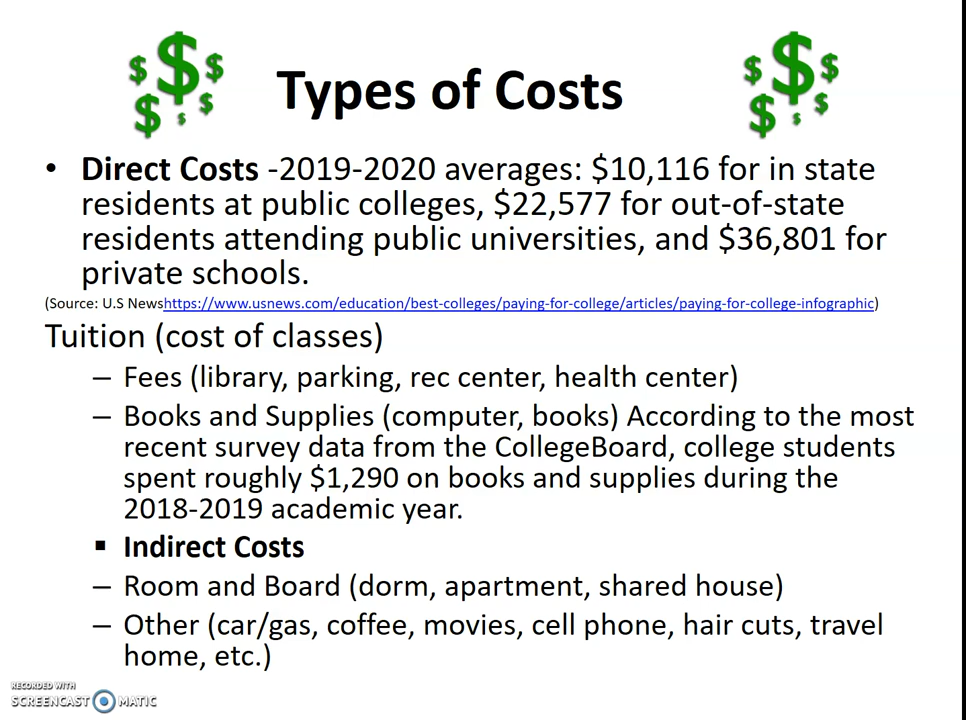 Types of Costs
• Direct Costs -2019-2020 averages: $10,116 for in state
residents at public colleges, $22,577 for out-of-state
residents attending public universities, and $36,801 for
private schools.
(Source: U.S Newshttps://www.usnews.com/education/best-colleges/paying-for-college/articles/paying-for-college-infographic)
Tuition (cost of classes)
– Fees (library, parking, rec center, health center)
– Books and Supplies (computer, books) According to the most
recent survey data from the CollegeBoard, college students
spent roughly $1,290 on books and supplies during the
2018-2019 academic year.
▪ Indirect Costs
– Room and Board (dorm, apartment, shared house)
– Other (car/gas, coffee, movies, cell phone, hair cuts, travel
home, etc.)
RECORDED WITH
SCREENCAST MATIC